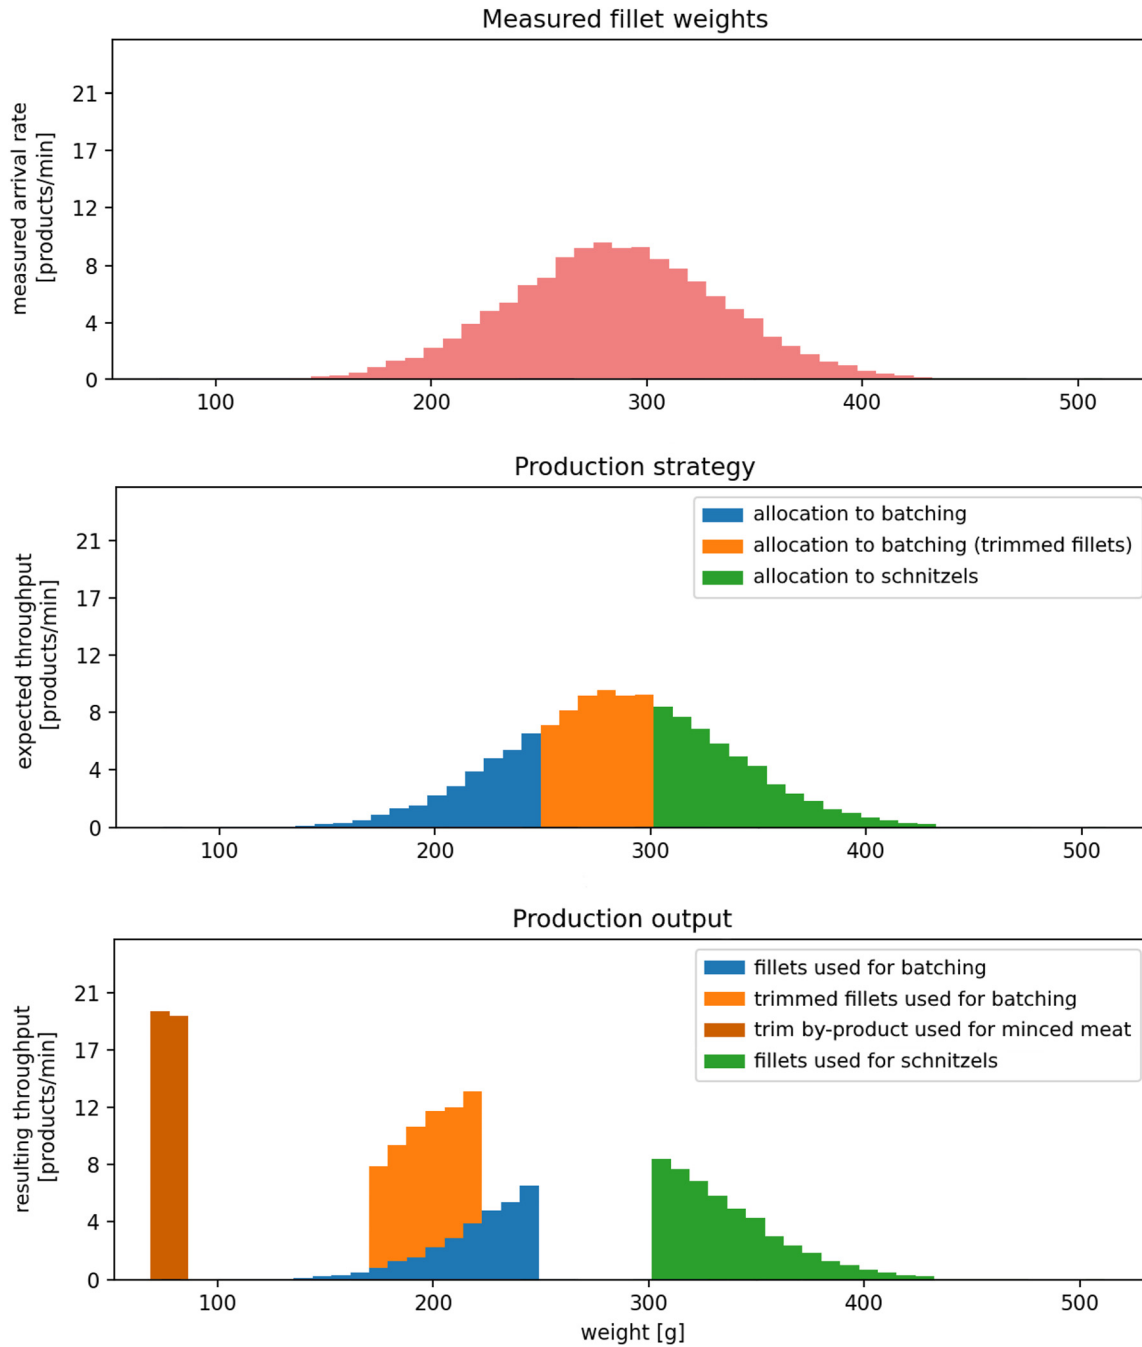 Measured fillet weights
measured arrival rate
[products/min]
21
17
12
8
4
0
100 200 300 400 500
Production strategy
expected throughput
[products/min]
21
17
12
8
4
0
allocation to batching
allocation to batching (trimmed fillets)
allocation to schnitzels
100 200 300 400 500
Production output
resulting throughput
[products/min]
21
17
12
8
4
0
fillets used for batching
trimmed fillets used for batching
trim by-product used for minced meat
fillets used for schnitzels
100 200 300 400 500
weight [g]